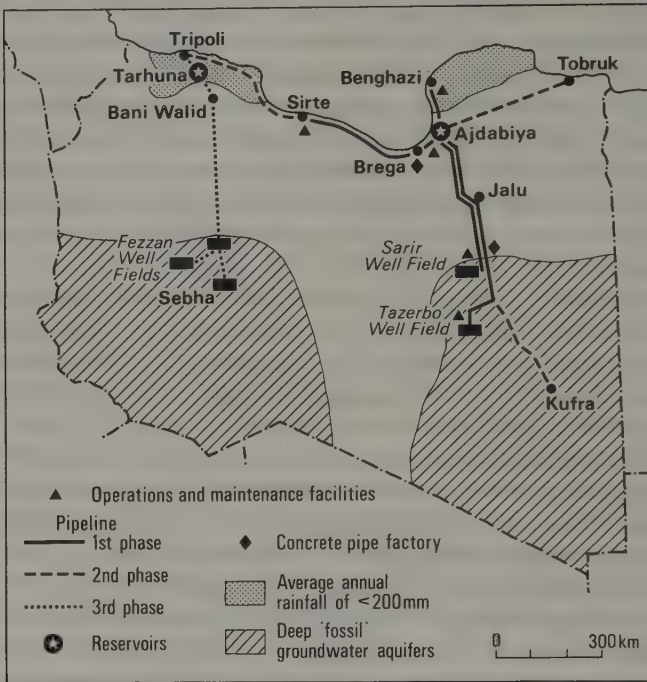 Tripoli
Tarhuna
Bani Walid
Sirte
Benghazi
Tobruk
Ajdabiya
Brega
Jalu
Fezzan
Well
Fields
Sebha
Sarir
Well Field
Tazerbo
Well Field
Kufra
Operations and maintenance facilities
Pipeline
1st phase
Concrete pipe factory
2nd phase
Average annual
rainfall of <200mm
3rd phase
Reservoirs
Deep 'fossil'
groundwater aquifers
0 300km